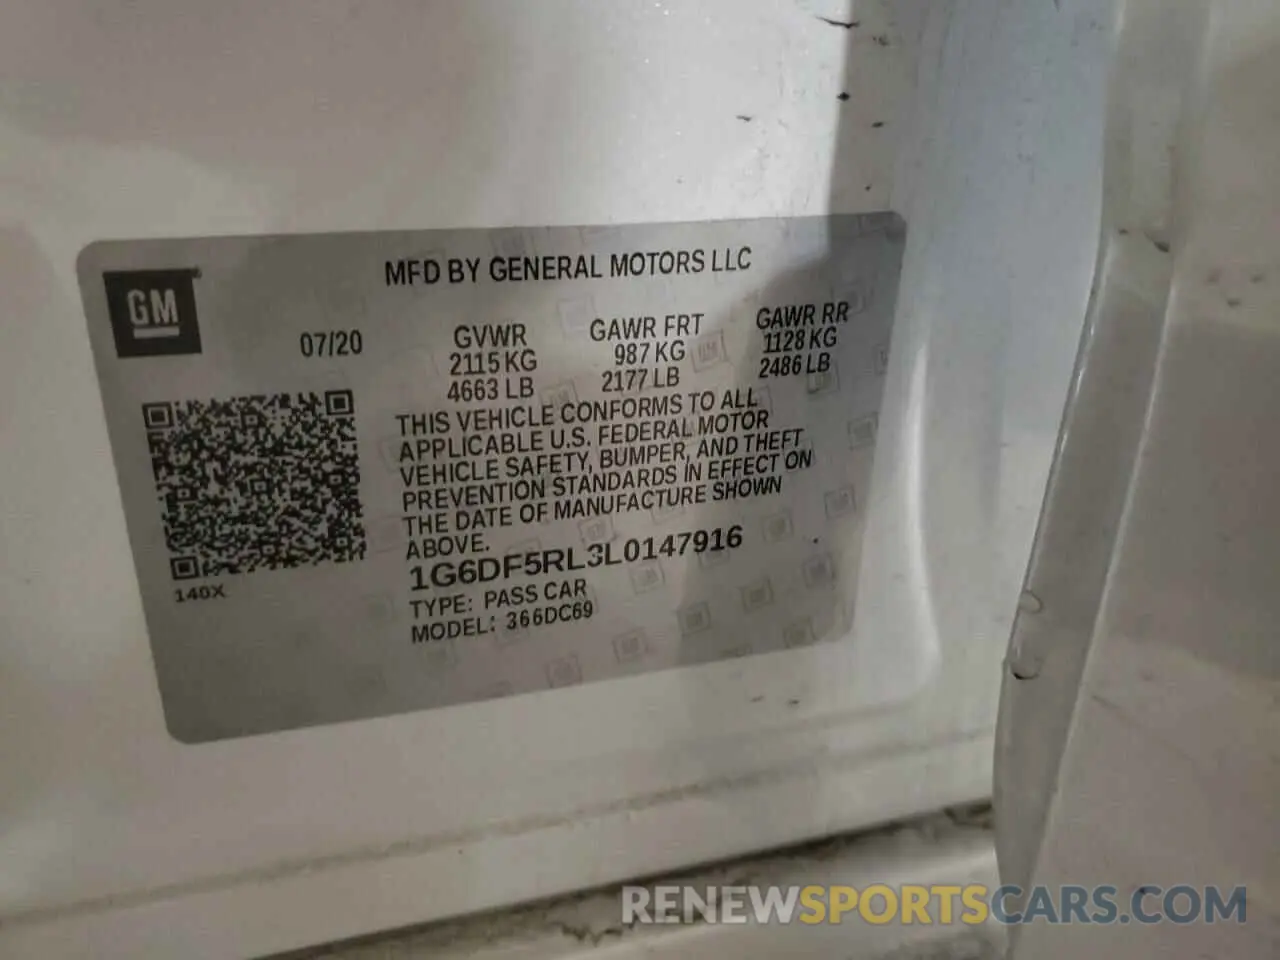 GM
MFD BY GENERAL MOTORS LLC
07/20
GVWR
2115 KG
4663 LB
GAWR FRT
987 KG
2177 LB
GAWR RR
1128 KG
2486 LB
THIS VEHICLE CONFORMS TO ALL
APPLICABLE U.S. FEDERAL MOTOR
VEHICLE SAFETY, BUMPER, AND THEFT
PREVENTION STANDARDS IN EFFECT ON
THE DATE OF MANUFACTURE SHOWN
ABOVE.
1G6DF5RL3L0147916
TYPE: PASS CAR
MODEL: 366DC69
140X
RENEWSPORTSCARS.COM